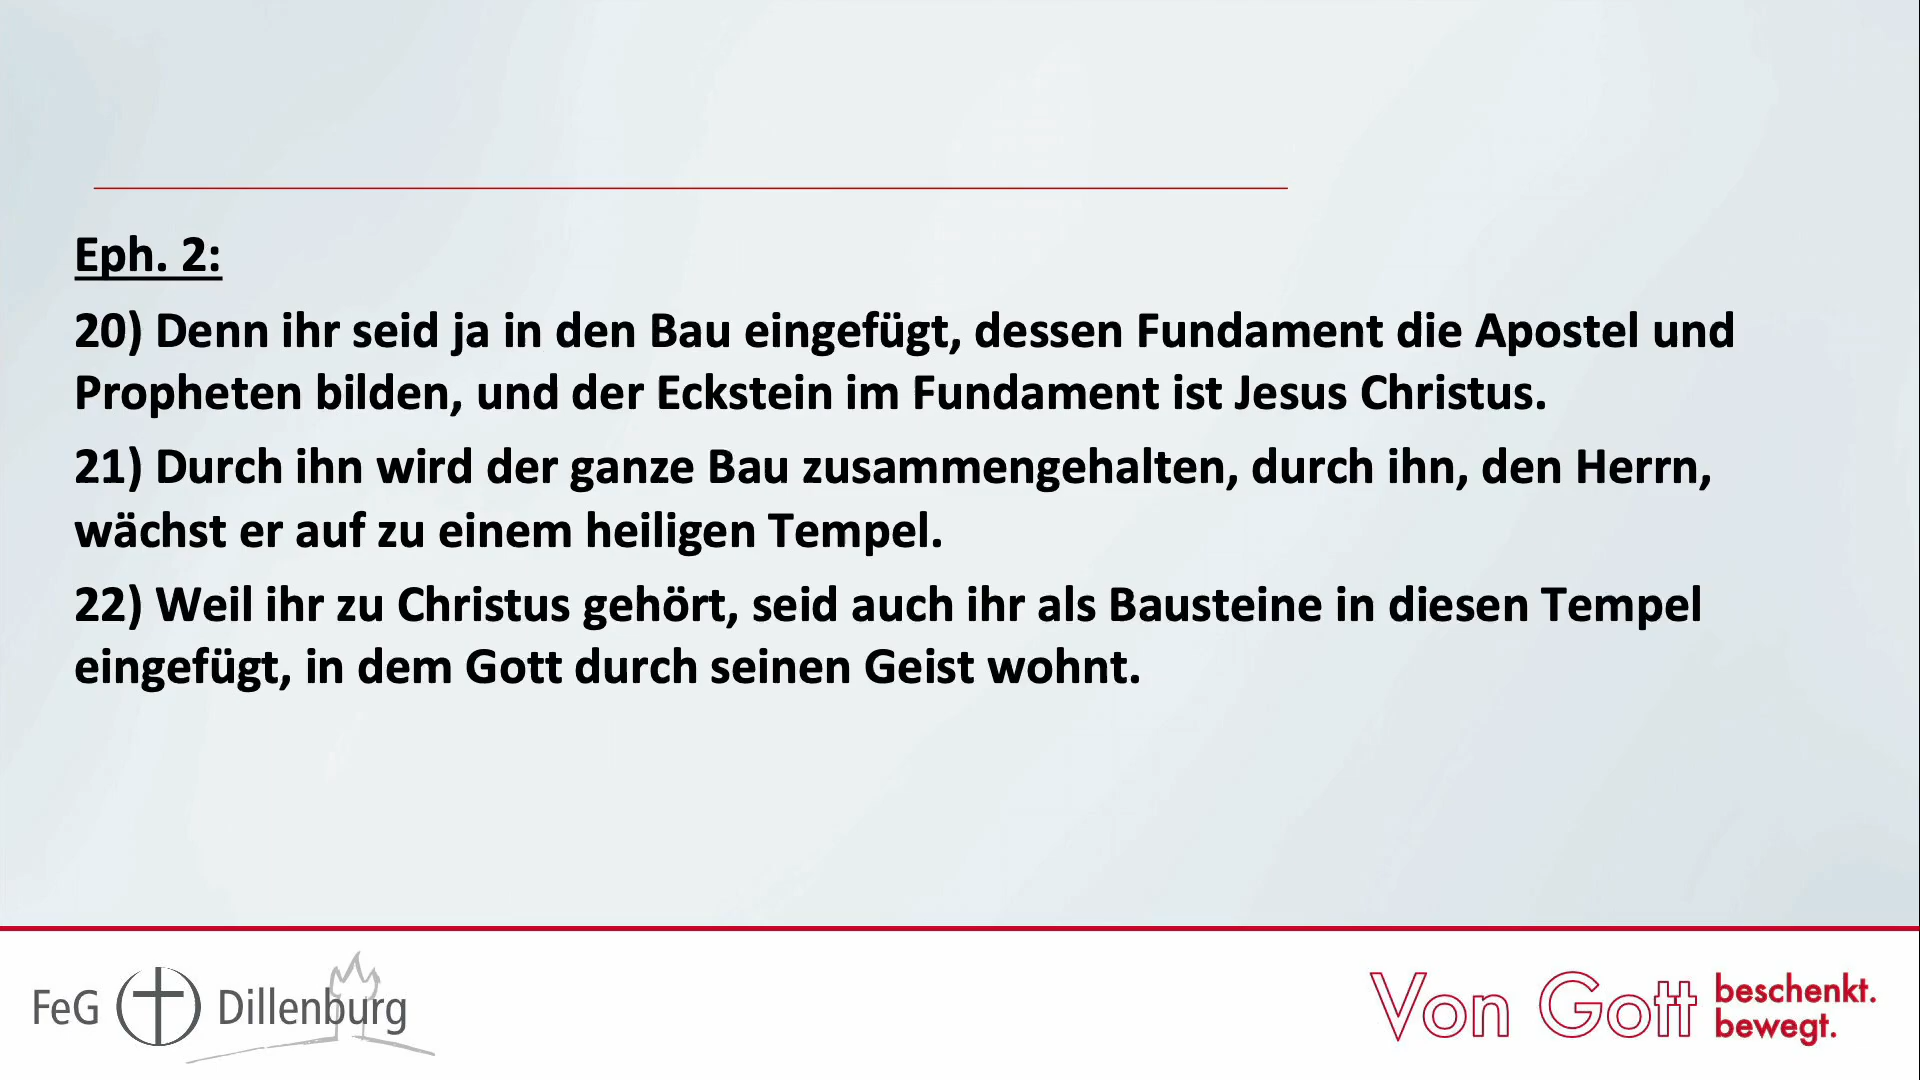 Eph. 2:
20) Denn ihr seid ja in den Bau eingefügt, dessen Fundament die Apostel und
Propheten bilden, und der Eckstein im Fundament ist Jesus Christus.
21) Durch ihn wird der ganze Bau zusammengehalten, durch ihn, den Herrn,
wächst er auf zu einem heiligen Tempel.
22) Weil ihr zu Christus gehört, seid auch ihr als Bausteine in diesen Tempel
eingefügt, in dem Gott durch seinen Geist wohnt.
FeG Dillenburg
Von Gott beschenkt.
bewegt.